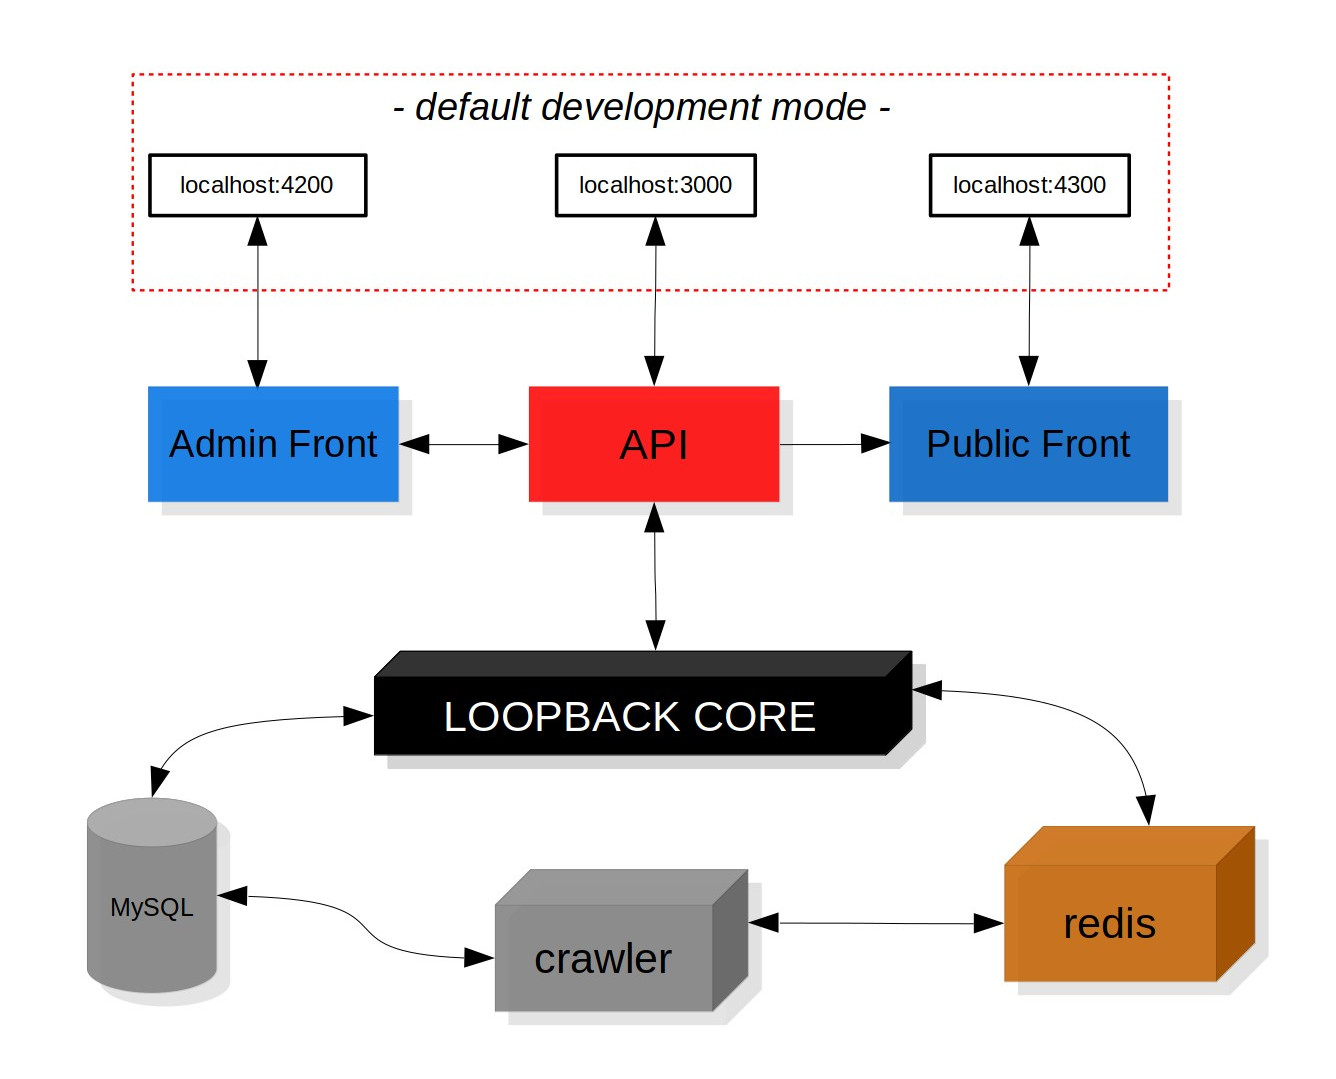 - default development mode -
localhost:4200
localhost:3000
localhost:4300
Admin Front
API
Public Front
LOOPBACK CORE
MySQL
crawler
redis